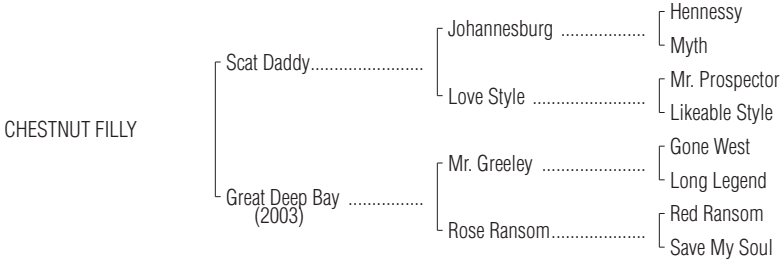 Hennessy
Johannesburg ....................
Myth
Scat Daddy.......................
Mr. Prospector
Love Style ........................
Likeable Style
CHESTNUT FILLY
Gone West
Mr. Greeley ......................
Long Legend
Great Deep Bay ................
(2003)
Red Ransom
Rose Ransom....................
Save My Soul